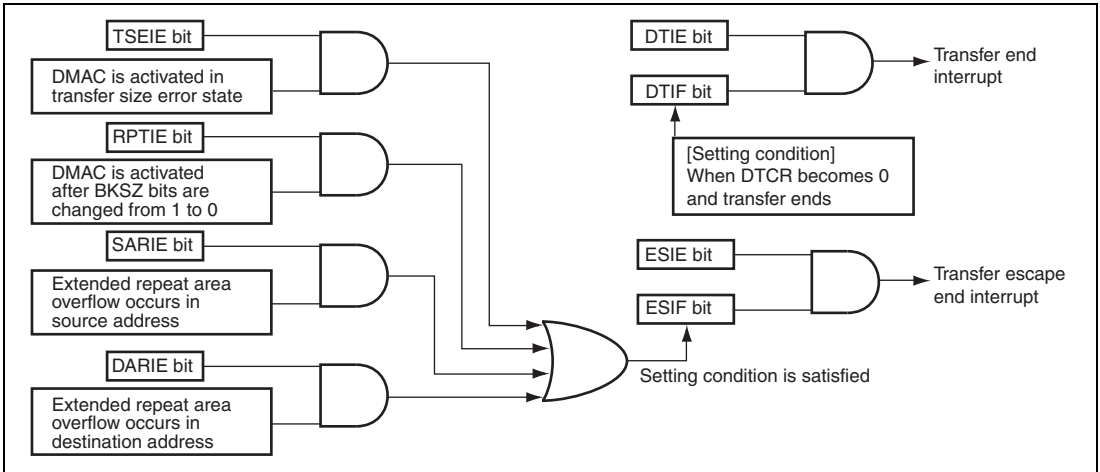 TSEIE bit
DMAC is activated in
transfer size error state
RPTIE bit
DMAC is activated
after BKSZ bits are
changed from 1 to 0
SARIE bit
Extended repeat area
overflow occurs in
source address
DARIE bit
Extended repeat area
overflow occurs in
destination address
DTIE bit
DTIF bit
Transfer end
interrupt
[Setting condition]
When DTCR becomes 0
and transfer ends
ESIE bit
ESIF bit
Transfer escape
end interrupt
Setting condition is satisfied